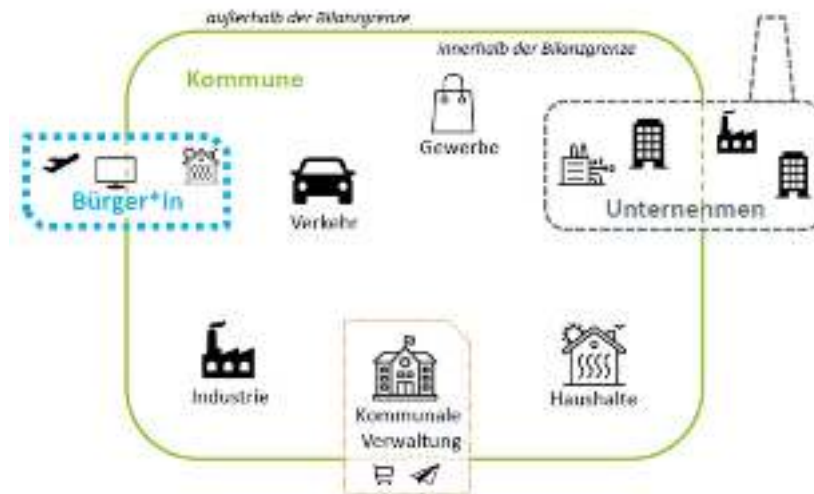 außerhalb der Bilanzgrenze
innerhalb der Bilanzgrenze
Kommune
Gewerbe
Bürger*in
Verkehr
Unternehmen
Industrie
Kommunale
Verwaltung
Haushalte